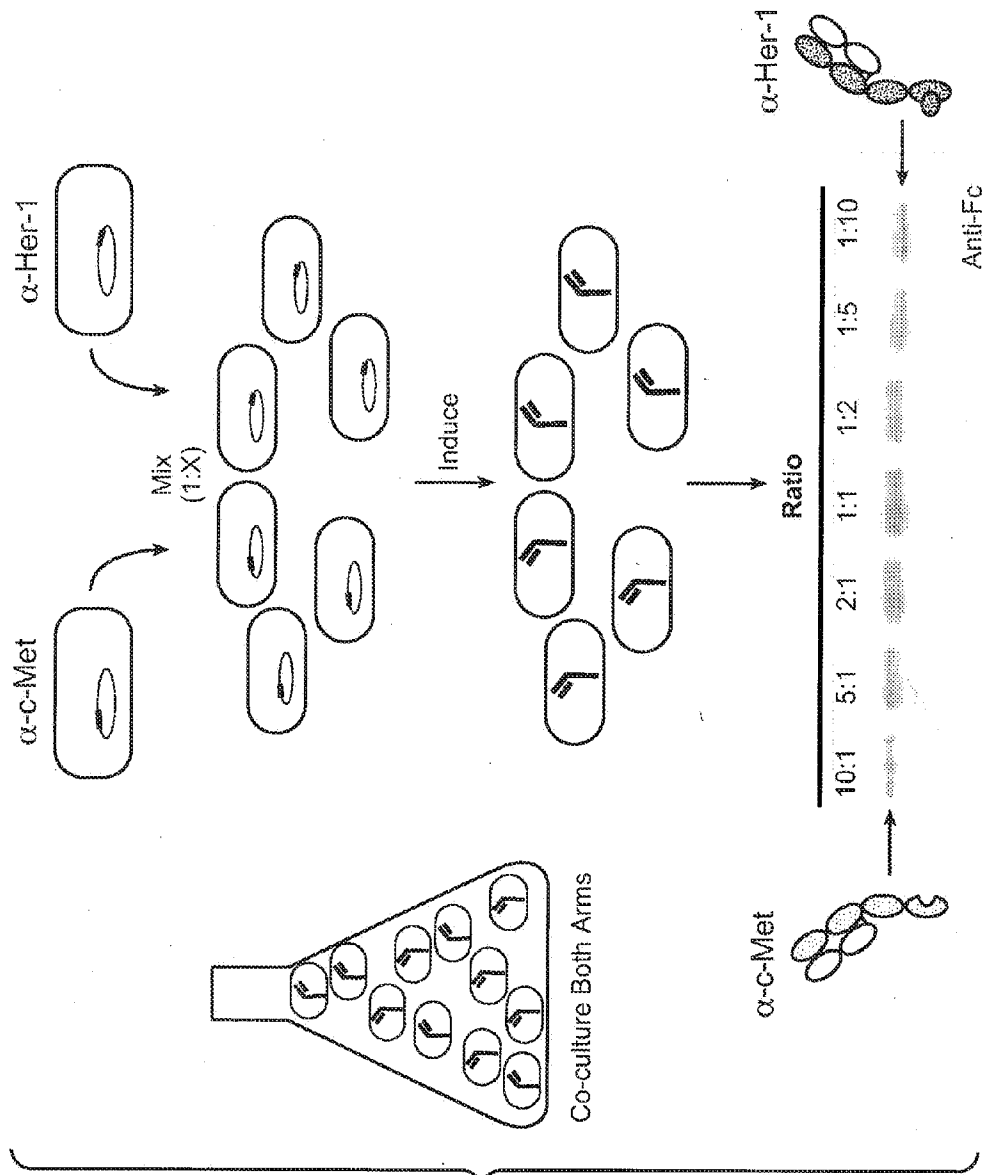 α-c-Met
α-Her-1
Mix
(1:X)
Induce
Co-culture Both Arms
Ratio
10:1 5:1 2:1 1:1 1:2 1:5 1:10
α-c-Met
α-Her-1
Anti-Fc